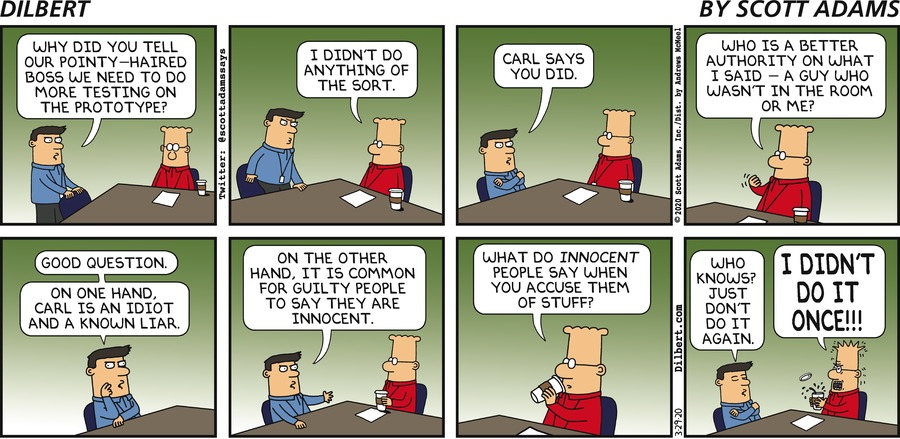 DILBERT
BY SCOTT ADAMS
WHY DID YOU TELL
OUR POINTY-HAIRED
BOSS WE NEED TO DO
MORE TESTING ON
THE PROTOTYPE?
Twitter: @scottadamssays
I DIDN'T DO
ANYTHING OF
THE SORT.
CARL SAYS
YOU DID.
© 2020 Scott Adams, Inc./Dist. by Andrews McMeel
WHO IS A BETTER
AUTHORITY ON WHAT
I SAID – A GUY WHO
WASN'T IN THE ROOM
OR ME?
GOOD QUESTION.
ON ONE HAND,
CARL IS AN IDIOT
AND A KNOWN LIAR.
ON THE OTHER
HAND, IT IS COMMON
FOR GUILTY PEOPLE
TO SAY THEY ARE
INNOCENT.
WHAT DO INNOCENT
PEOPLE SAY WHEN
YOU ACCUSE THEM
OF STUFF?
3-29-20 Dilbert.com
WHO
KNOWS?
JUST
DON'T
DO IT
AGAIN.
I DIDN'T
DO IT
ONCE!!!